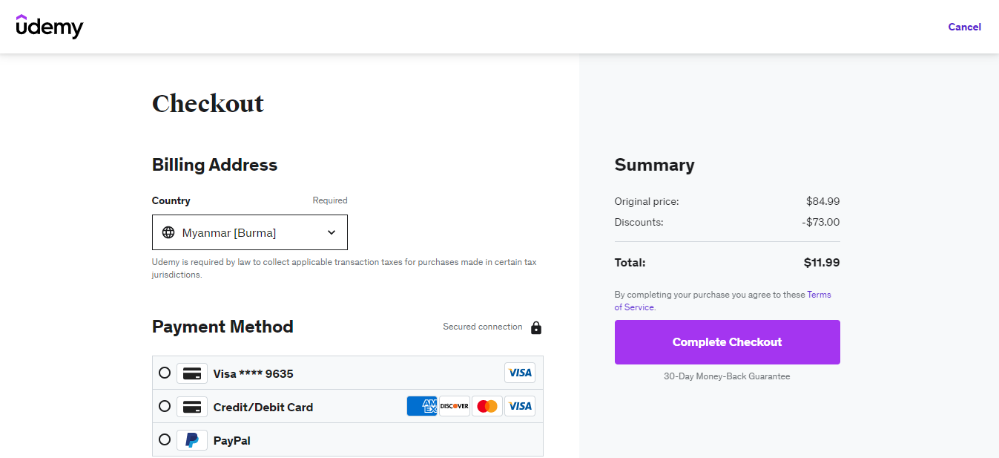 udemy
Cancel
Checkout
Billing Address
Country Required
Myanmar [Burma]
Udemy is required by law to collect applicable transaction taxes for purchases made in certain tax
jurisdictions.
Payment Method Secured connection
Visa **** 9635 VISA
Credit/Debit Card AM EX DISCOVER VISA
PayPal
Summary
Original price: $84.99
Discounts: -$73.00
Total: $11.99
By completing your purchase you agree to these Terms
of Service.
Complete Checkout
30-Day Money-Back Guarantee